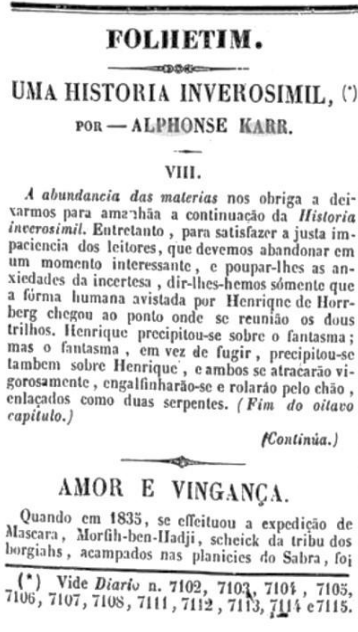 FOLHETIM.
UMA HISTORIA INVEROSIMIL, (*)
POR — ALPHONSE KARR.
VIII.
A abundancia das materias nos obriga a dei-
xarmos para amanhãa a continuação da Historia
inverosimil. Entretanto, para satisfazer a justa im-
paciencia dos leitores, que devemos abandonar em
um momento interessante, e poupar-lhes as an-
xiedades da incertesa, dir-lhes-hemos sómente que
a fórma humana avistada por Henrique de Horr-
berg chegou ao ponto onde se reunião os dous
trilhos. Henrique precipitou-se sobre o fantasma;
mas o fantasma, em vez de fugir, precipitou-se
tambem sobre Henrique, e ambos se atracarão vi-
gorosamente, engalfinharão-se e rolarão pelo chão,
enlaçados como duas serpentes. (Fim do oitavo
capitulo.)
(Continúa.)
AMOR E VINGANÇA.
Quando em 1835, se effeituou a expedição de
Mascara, Morfih-ben-Hadji, scheick da tribu dos
borgiahs, acampados nas planicies do Sabra, foi
(*) Vide Diario n. 7102, 7103, 7104, 7105,
7106, 7107, 7108, 7111, 7112, 7113, 7114 e 7115.